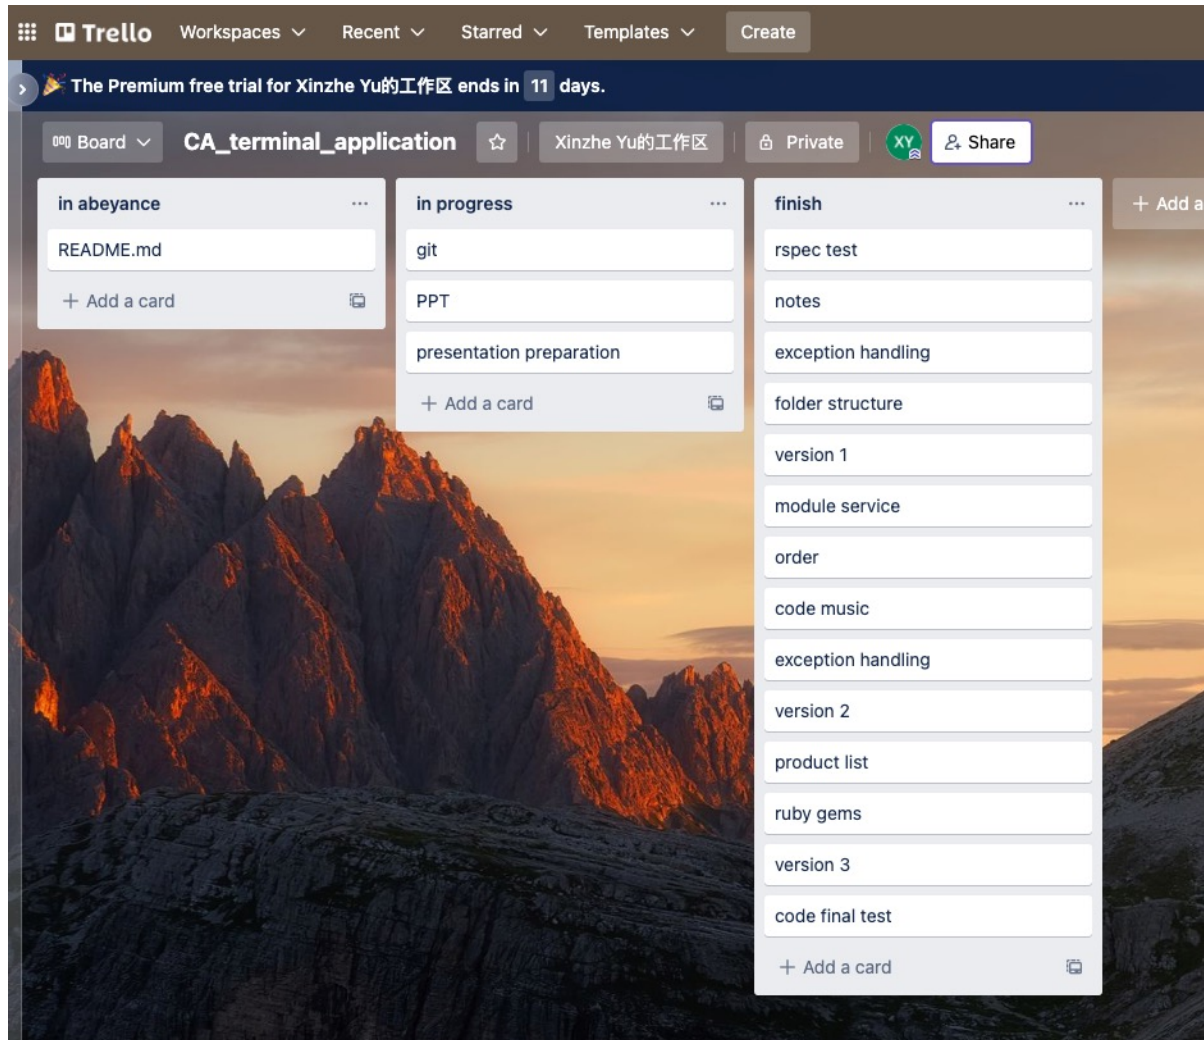 Trello Workspaces Recent Starred Templates Create
The Premium free trial for Xinzhe Yu的工作区 ends in 11 days.
Board CA_terminal_application Xinzhe Yu的工作区 Private XY Share
in abeyance
README.md
+ Add a card
in progress
git
PPT
presentation preparation
+ Add a card
finish
rspec test
notes
exception handling
folder structure
version 1
module service
order
code music
exception handling
version 2
product list
ruby gems
version 3
code final test
+ Add a card
+ Add a